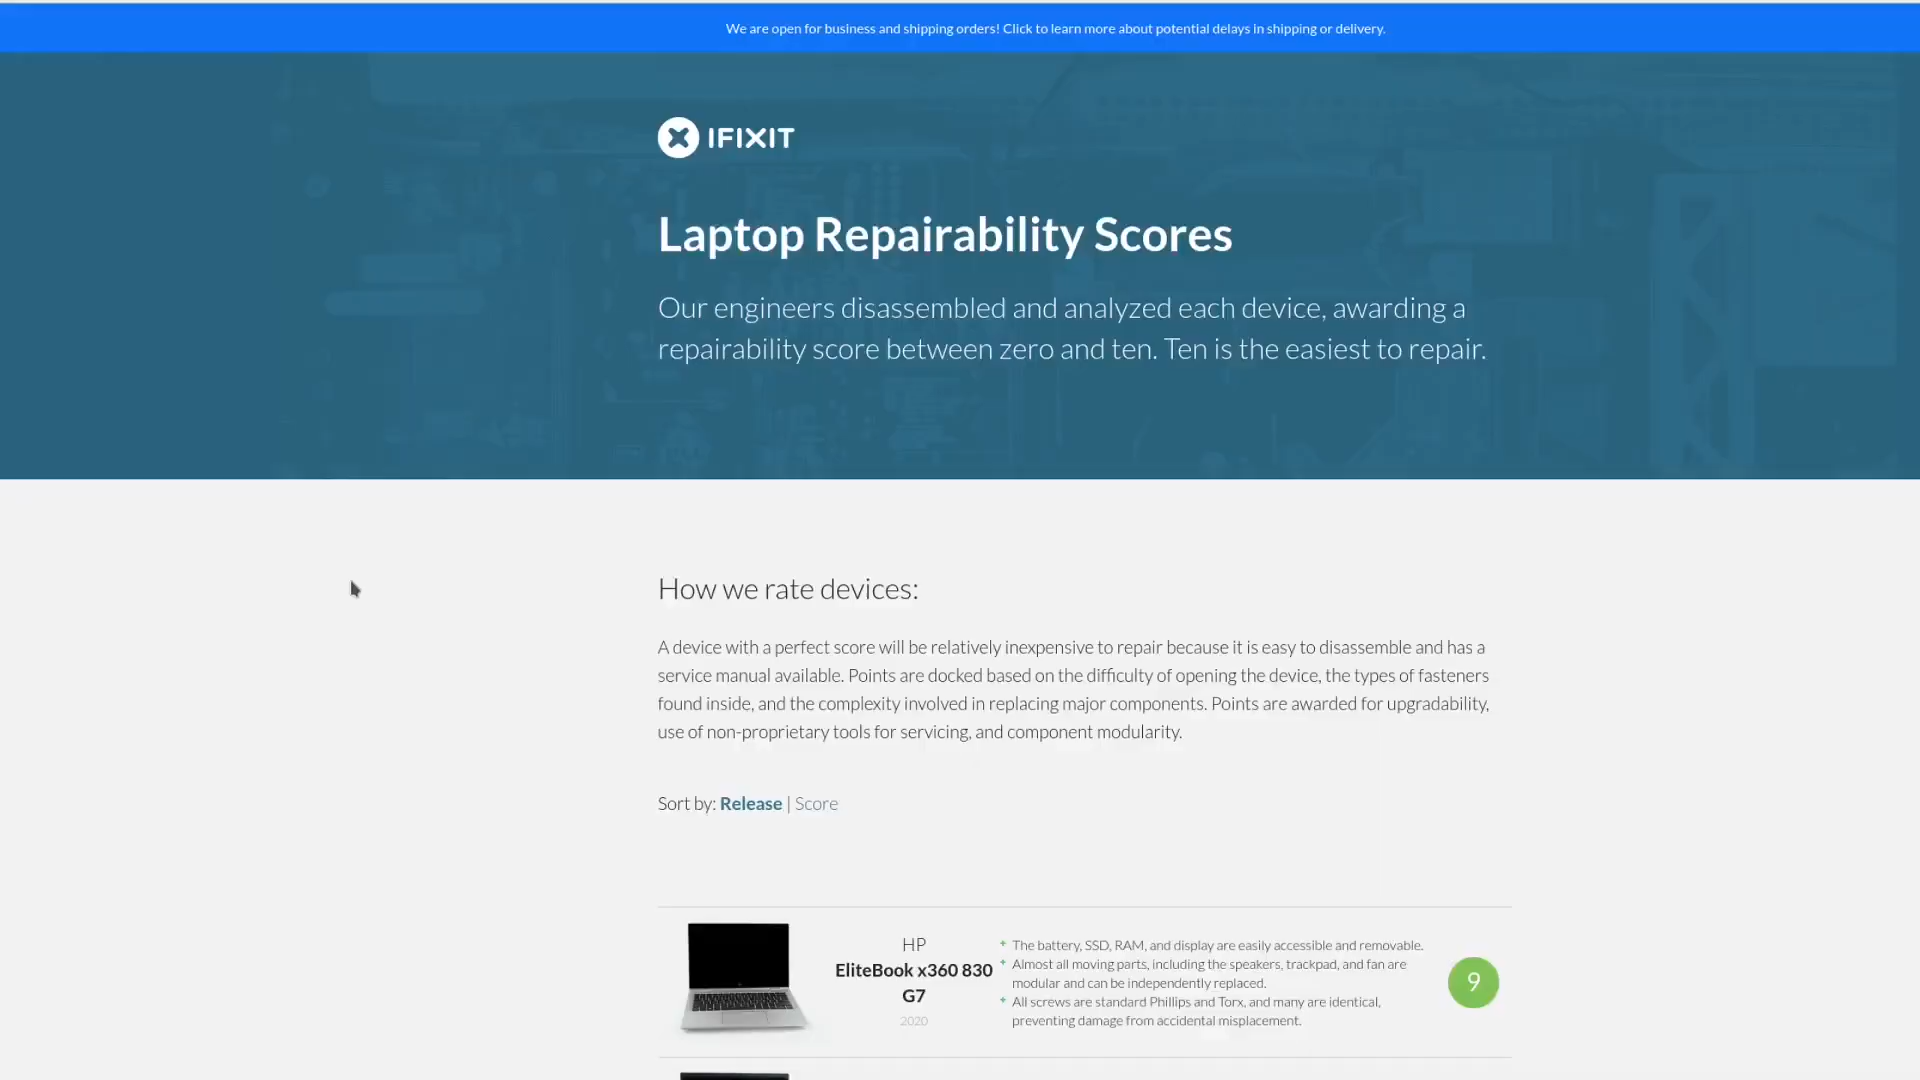 We are open for business and shipping orders! Click to learn more about potential delays in shipping or delivery.
IFIXIT
Laptop Repairability Scores
Our engineers disassembled and analyzed each device, awarding a
repairability score between zero and ten. Ten is the easiest to repair.
How we rate devices:
A device with a perfect score will be relatively inexpensive to repair because it is easy to disassemble and has a
service manual available. Points are docked based on the difficulty of opening the device, the types of fasteners
found inside, and the complexity involved in replacing major components. Points are awarded for upgradability,
use of non-proprietary tools for servicing, and component modularity.
Sort by: Release | Score
HP
EliteBook x360 830
G7
2020
+ The battery, SSD, RAM, and display are easily accessible and removable.
+ Almost all moving parts, including the speakers, trackpad, and fan are
modular and can be independently replaced.
+ All screws are standard Phillips and Torx, and many are identical,
preventing damage from accidental misplacement.
9